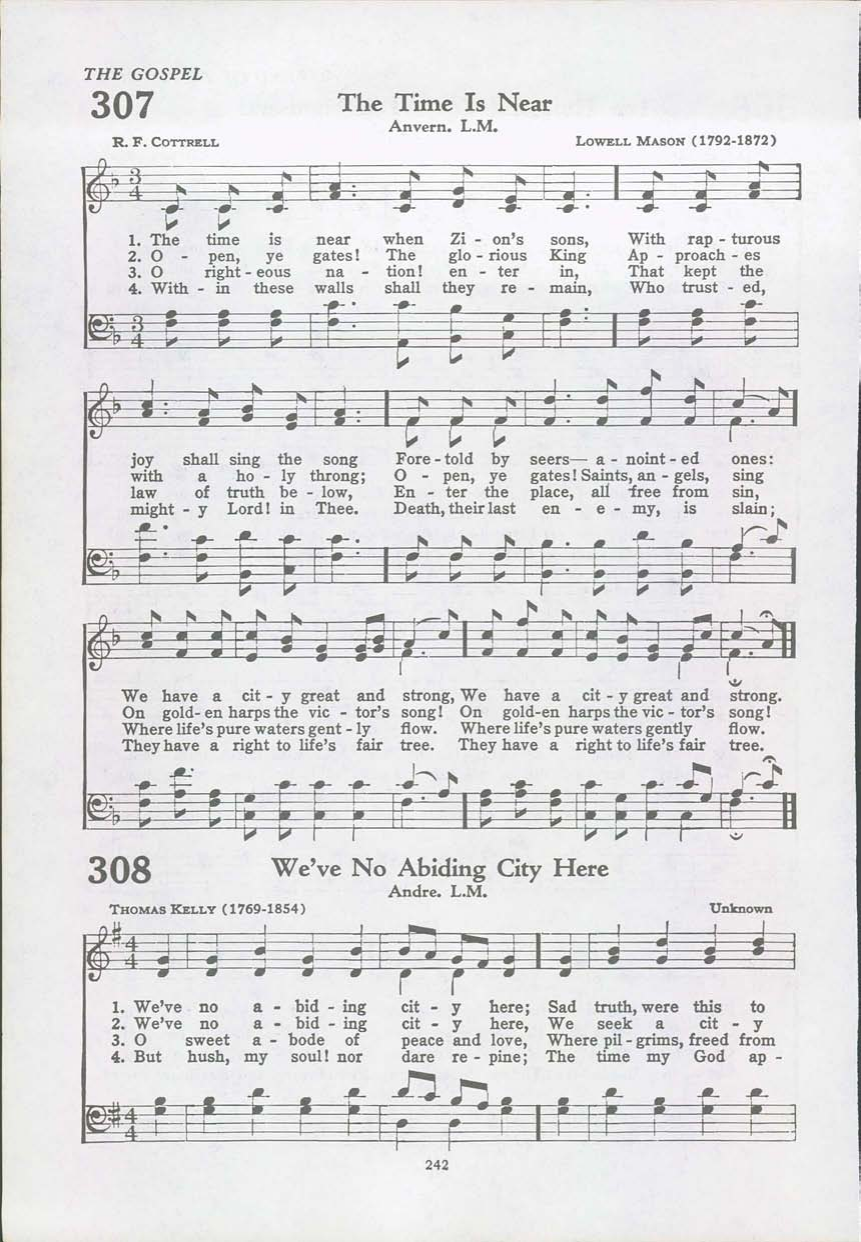 THE GOSPEL
307
The Time Is Near
Anvern. L.M.
R. F. COTTRELL
LOWELL MASON (1792-1872)
3
4
1. The time is near when Zi - on's sons, With rap - turous
2. O - pen, ye gates! The glo - rious King Ap - proach - es
3. O right - eous na - tion! en - ter in, That kept the
4. With - in these walls shall they re - main, Who trust - ed,
3
4
joy shall sing the song Fore - told by seers— a - noint - ed ones:
with a ho - ly throng; O - pen, ye gates! Saints, an - gels, sing
law of truth be - low, En - ter the place, all free from sin,
might - y Lord! in Thee. Death, their last en - e - my, is slain;
We have a cit - y great and strong, We have a cit - y great and strong.
On gold-en harps the vic - tor's song! On gold-en harps the vic - tor's song!
Where life's pure waters gent - ly flow. Where life's pure waters gently flow.
They have a right to life's fair tree. They have a right to life's fair tree.
308
We've No Abiding City Here
Andre. L.M.
THOMAS KELLY (1769-1854)
Unknown
4
4
1. We've no a - bid - ing cit - y here; Sad truth, were this to
2. We've no a - bid - ing cit - y here, We seek a cit - y
3. O sweet a - bode of peace and love, Where pil - grims, freed from
4. But hush, my soul! nor dare re - pine; The time my God ap -
4
4
242